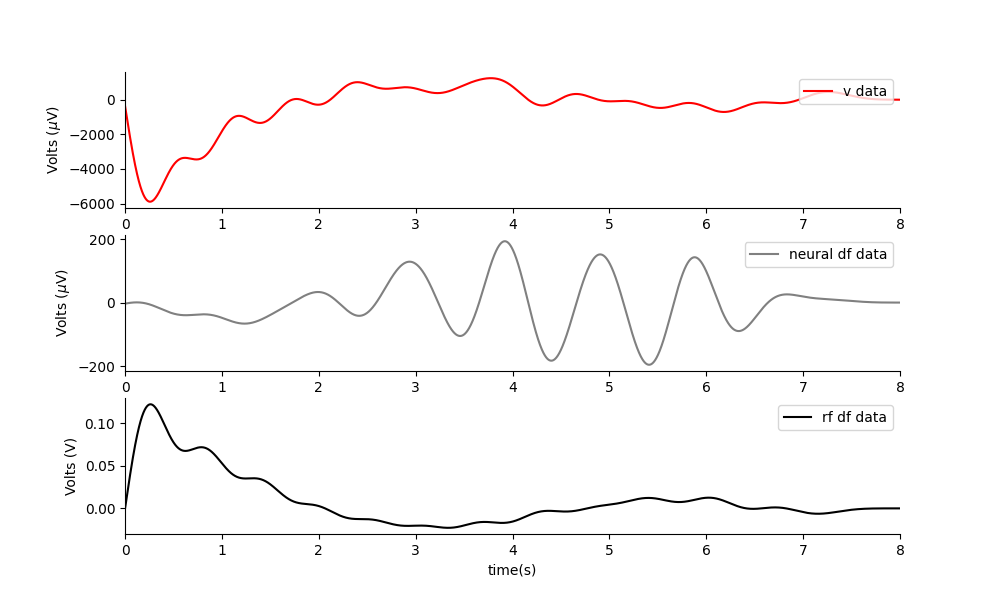 0
−2000
−4000
−6000
Volts (μV)
v data
0 1 2 3 4 5 6 7 8
200
0
−200
Volts (μV)
neural df data
0 1 2 3 4 5 6 7 8
0.10
0.05
0.00
Volts (V)
rf df data
0 1 2 3 4 5 6 7 8
time(s)